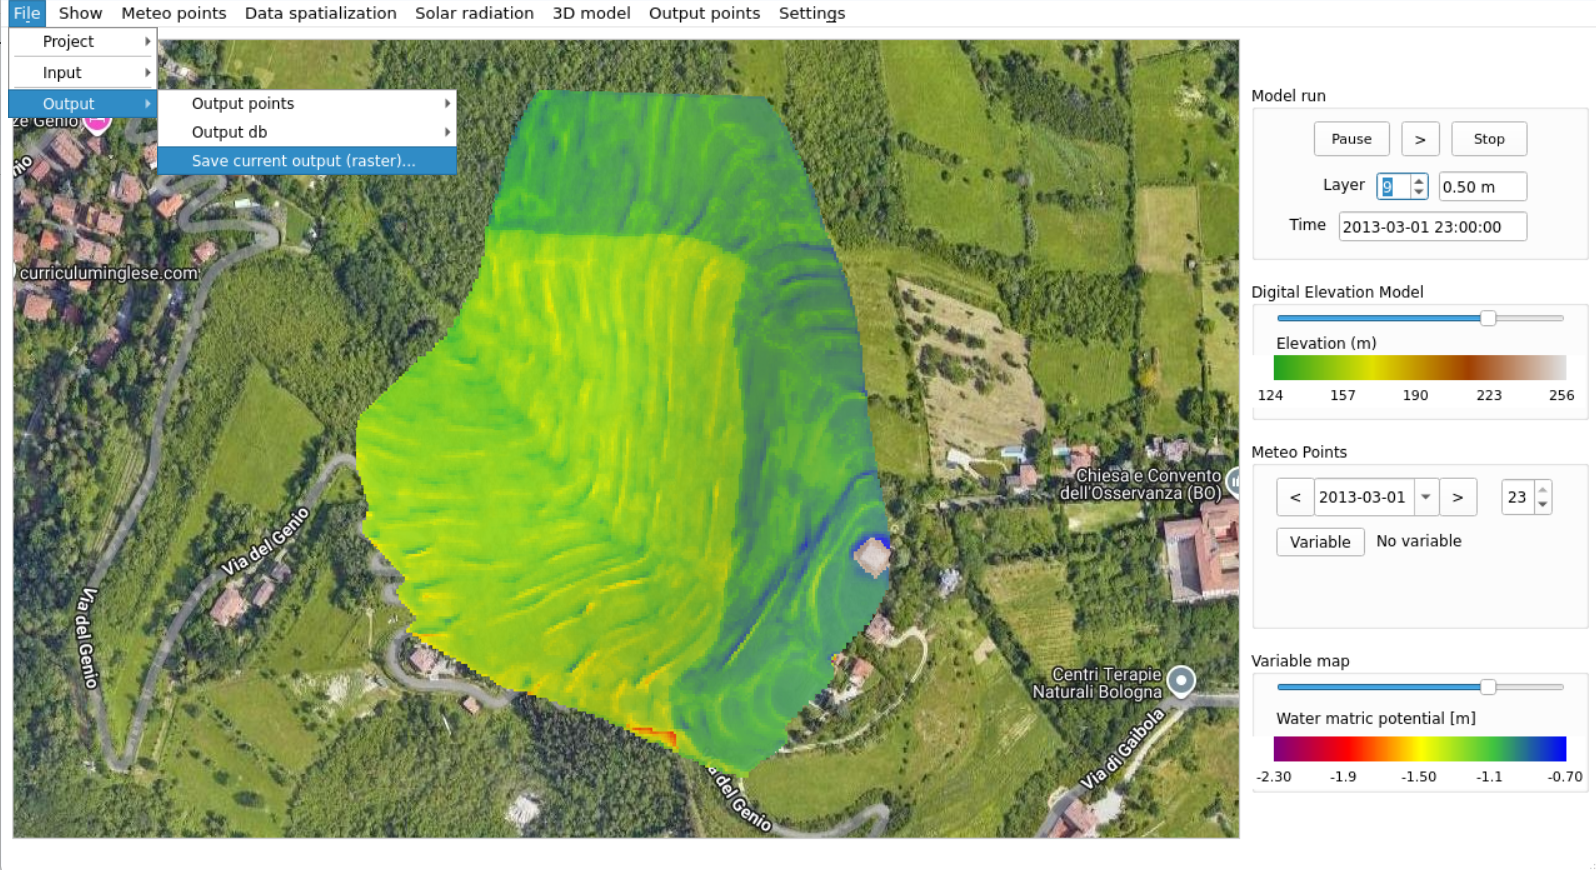 File Show Meteo points Data spatialization Solar radiation 3D model Output points Settings
Project
Input
Output
Output points
Output db
Save current output (raster)...
ze Genio
nio
curriculuminglese.com
Via del Genio
Via del Genio
Chiesa e Convento
dell'Osservanza (BO)
Centri Terapie
Naturali Bologna
Via di Gaibola
a del Genio
Model run
Pause > Stop
Layer 9 0.50 m
Time 2013-03-01 23:00:00
Digital Elevation Model
Elevation (m)
124 157 190 223 256
Meteo Points
< 2013-03-01 > 23
Variable No variable
Variable map
Water matric potential [m]
-2.30 -1.9 -1.50 -1.1 -0.70